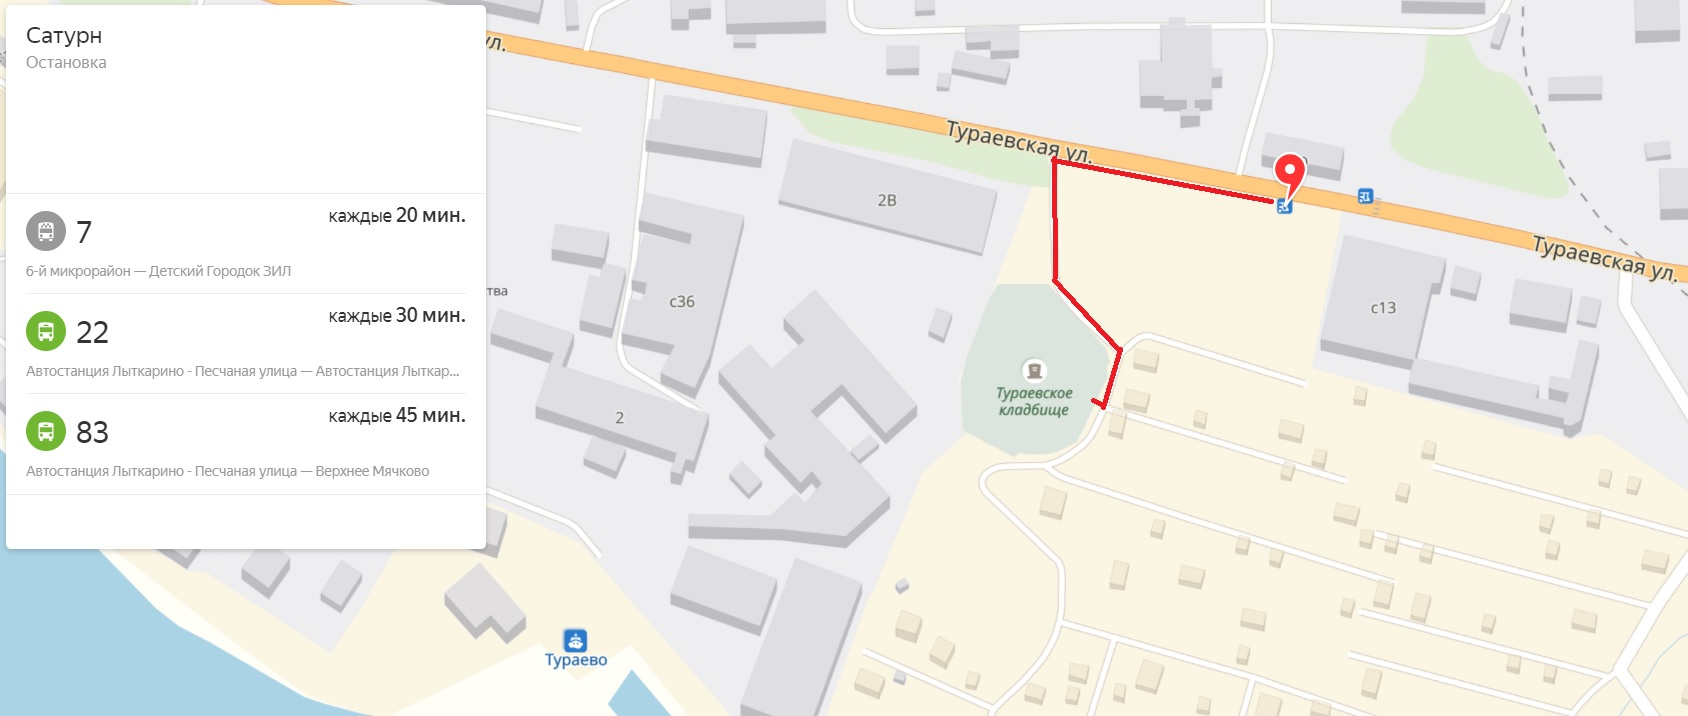 Сатурн
Остановка
7
каждые 20 мин.
6-й микрорайон — Детский Городок ЗИЛ
22
каждые 30 мин.
Автостанция Лыткарино - Песчаная улица — Автостанция Лыткар...
83
каждые 45 мин.
Автостанция Лыткарино - Песчаная улица — Верхнее Мячково
ул.
Тураевская ул.
Тураевская ул.
2В
с36
с13
тва
2
Тураевское
кладбище
Тураево